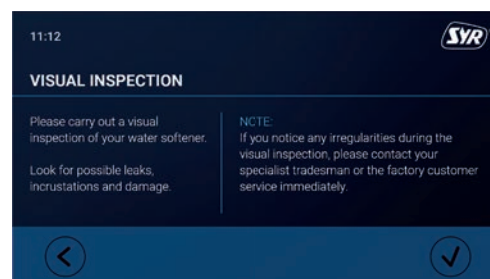 11:12
SYR
VISUAL INSPECTION
Please carry out a visual
inspection of your water softener.
Look for possible leaks,
incrustations and damage.
NCTE:
If you notice any irregularities during the
visual inspection, please contact your
specialist tradesman or the factory customer
service immediately.